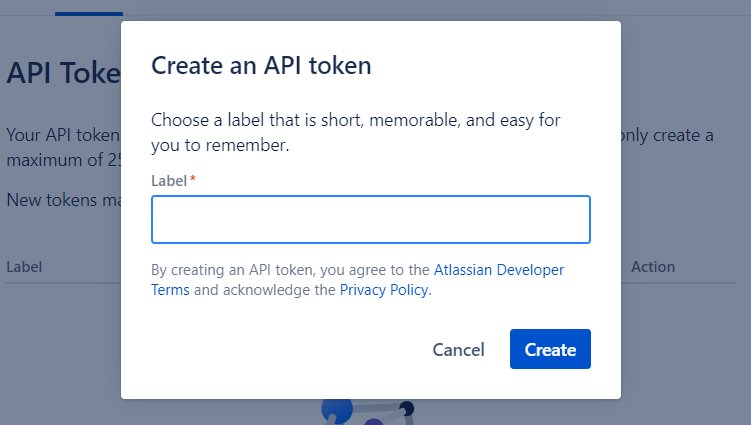 API Toke
Create an API token
Choose a label that is short, memorable, and easy for
you to remember.
Your API token
only create a
maximum of 25
New tokens ma
Label *
Label
Action
By creating an API token, you agree to the Atlassian Developer
Terms and acknowledge the Privacy Policy.
Cancel
Create